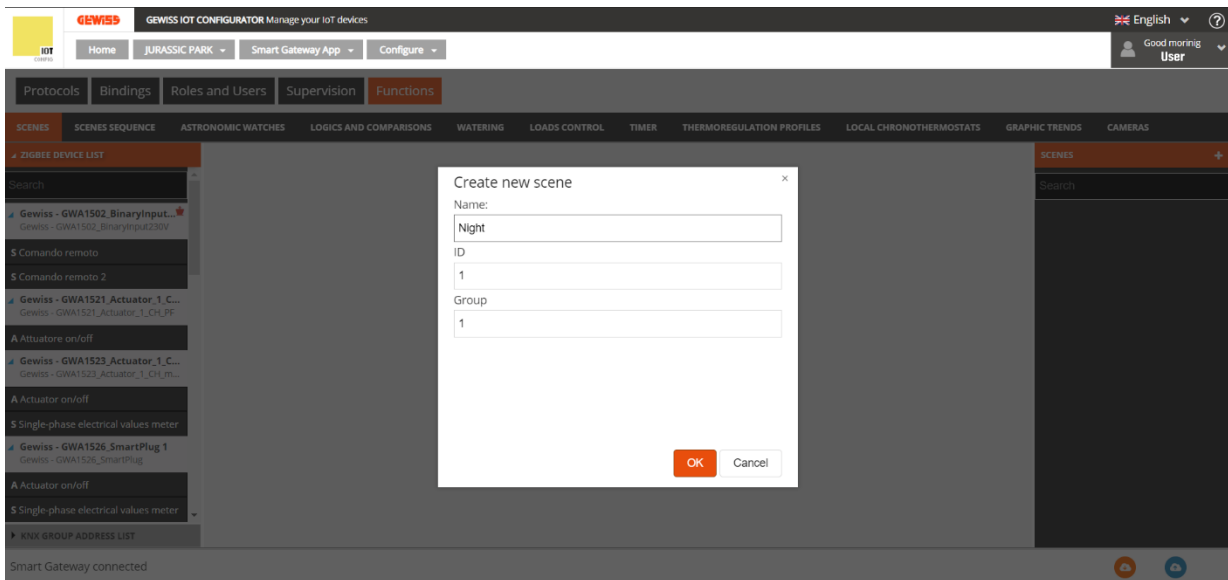 GEWISS GEWISS IOT CONFIGURATOR Manage your IoT devices English ?
IOT
CONFIG
Home JURASSIC PARK Smart Gateway App Configure
Good morinig
User
Protocols Bindings Roles and Users Supervision Functions
SCENES SCENES SEQUENCE ASTRONOMIC WATCHES LOGICS AND COMPARISONS WATERING LOADS CONTROL TIMER THERMOREGULATION PROFILES LOCAL CHRONOTHERMOSTATS GRAPHIC TRENDS CAMERAS
ZIGBEE DEVICE LIST
Search
Gewiss - GWA1502_BinaryInput...
Gewiss - GWA1502_BinaryInput230V
S Comando remoto
S Comando remoto 2
Gewiss - GWA1521_Actuator_1_C...
Gewiss - GWA1521_Actuator_1_CH_PF
A Attuatore on/off
Gewiss - GWA1523_Actuator_1_C...
Gewiss - GWA1523_Actuator_1_CH_m...
A Actuator on/off
S Single-phase electrical values meter
Gewiss - GWA1526_SmartPlug 1
Gewiss - GWA1526_SmartPlug
A Actuator on/off
S Single-phase electrical values meter
KNX GROUP ADDRESS LIST
Create new scene ×
Name:
Night
ID
1
Group
1
OK Cancel
SCENES +
Search
Smart Gateway connected